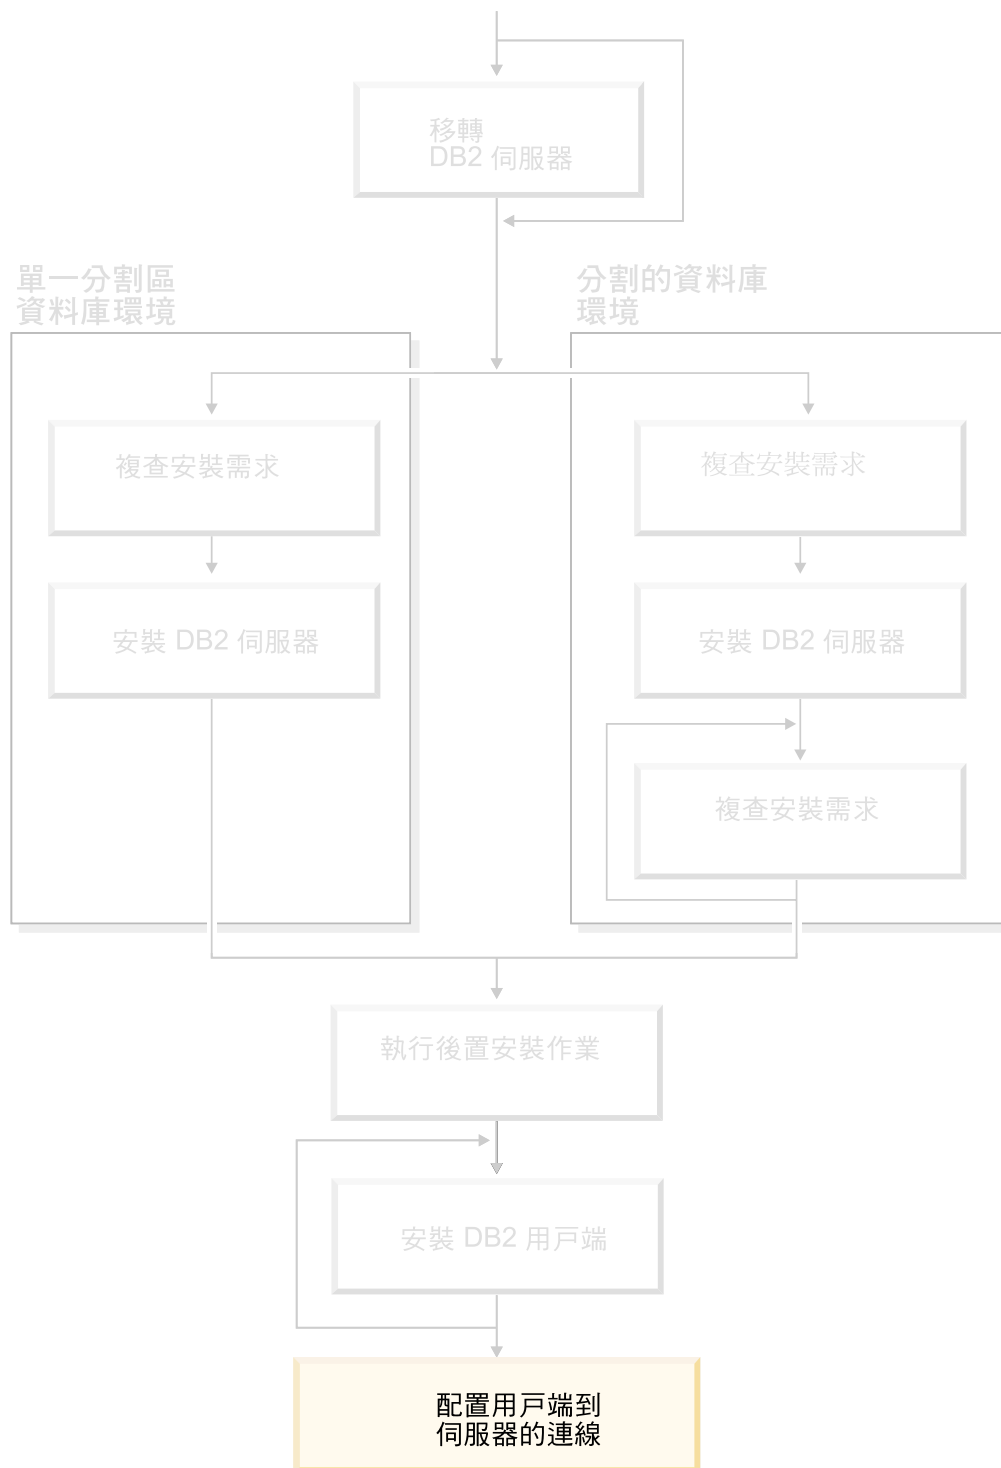 移轉
DB2 伺服器
單一分割區
資料庫環境
分割的資料庫
環境
複查安裝需求
複查安裝需求
安裝 DB2 伺服器
安裝 DB2 伺服器
複查安裝需求
執行後置安裝作業
安裝 DB2 用戶端
配置用戶端到
伺服器的連線